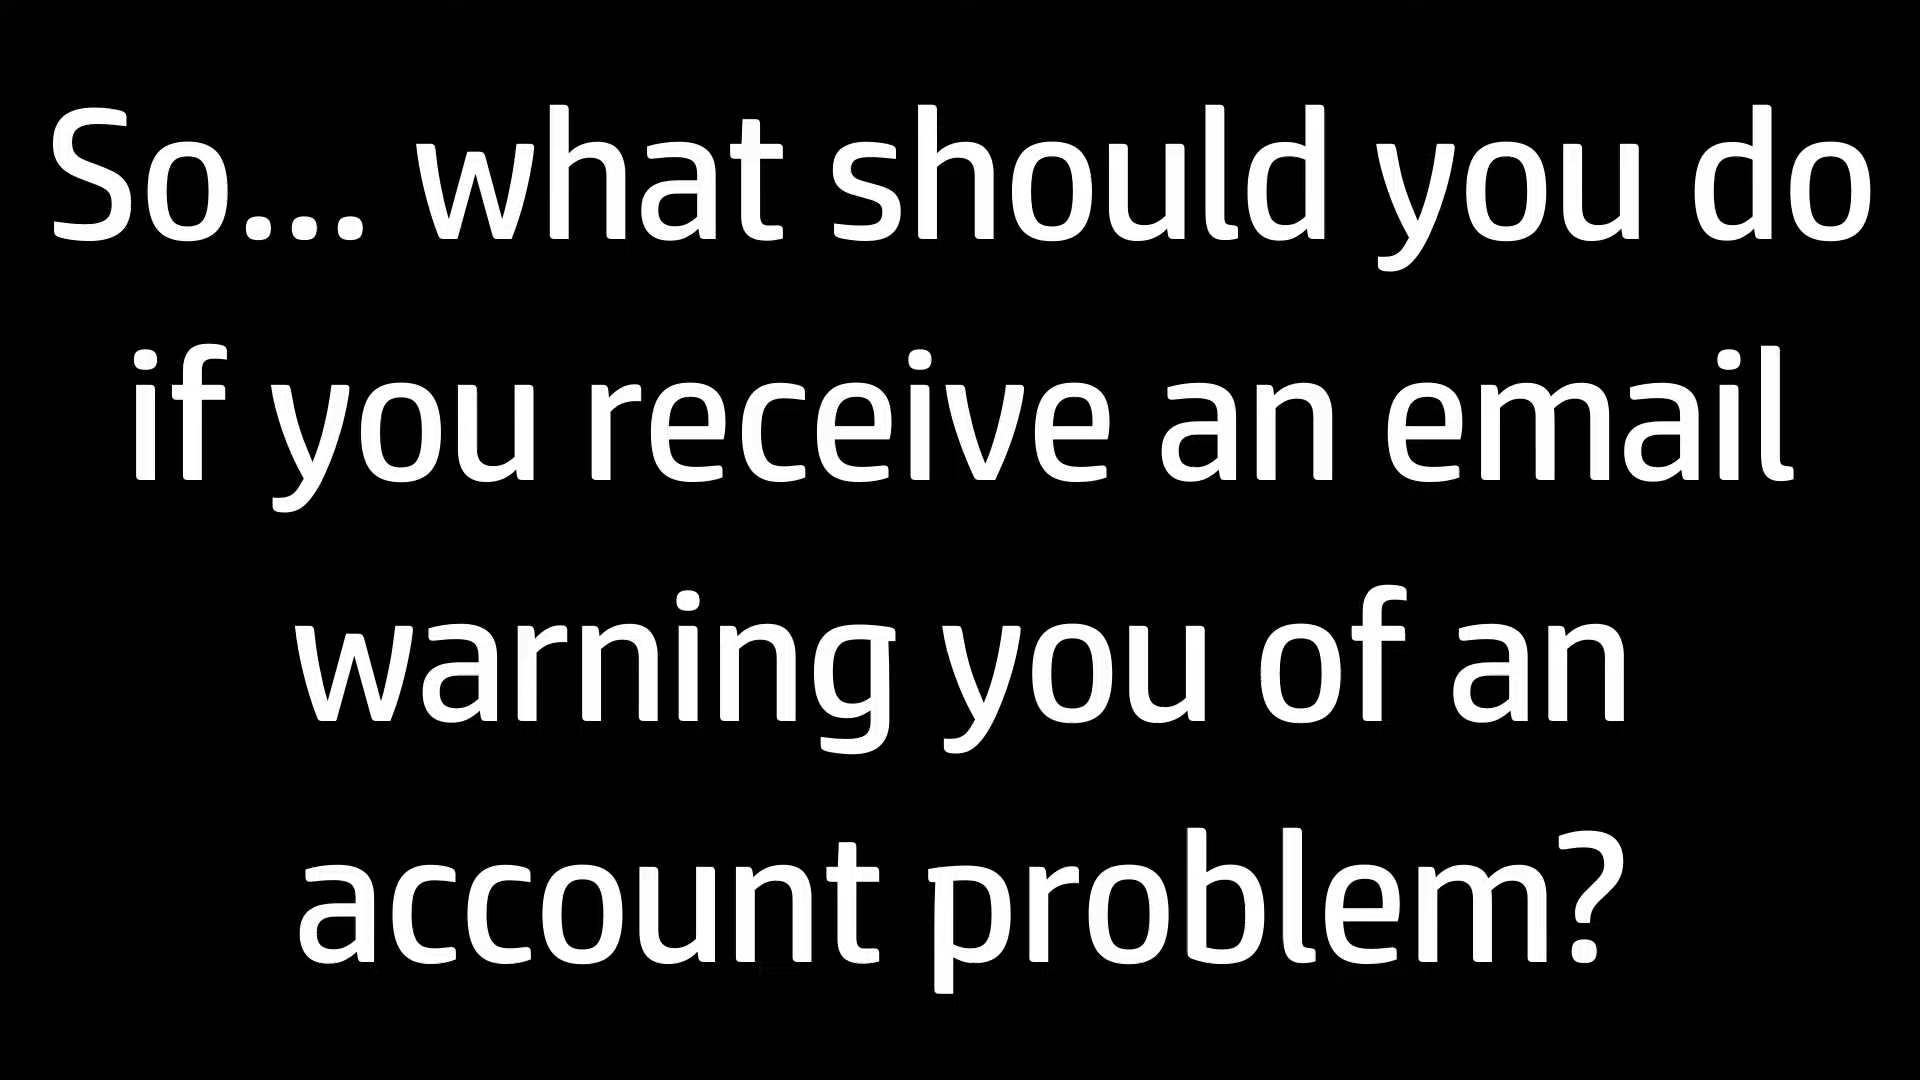 So... what should you do
if you receive an email
warning you of an
account problem?